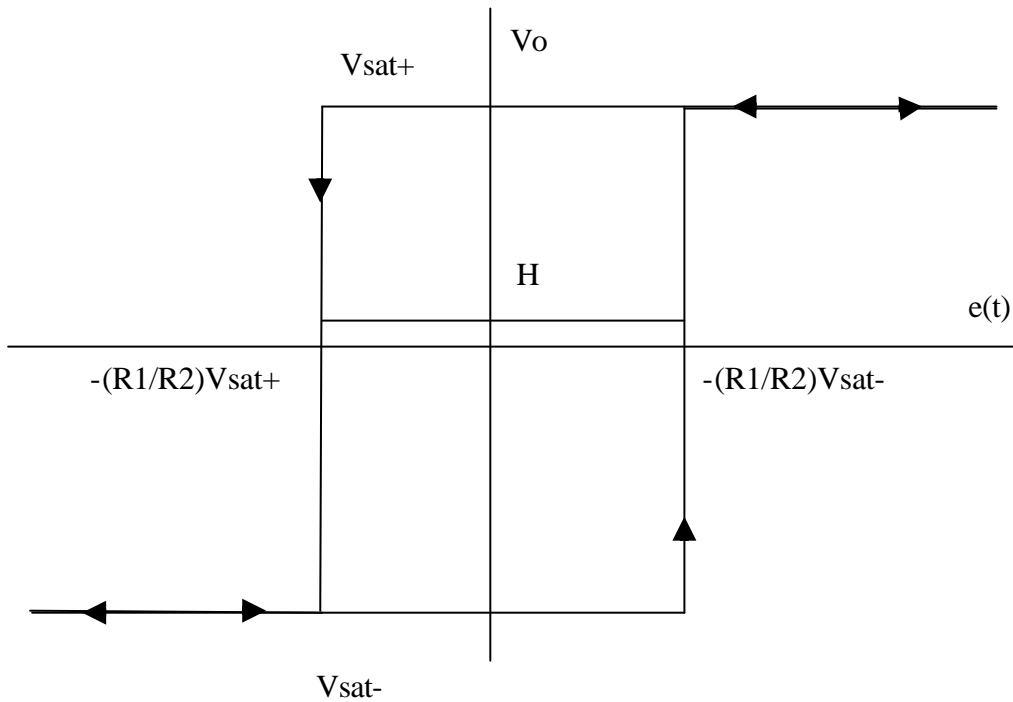 Vo
Vsat+
H
e(t)
-(R1/R2)Vsat+
-(R1/R2)Vsat-
Vsat-